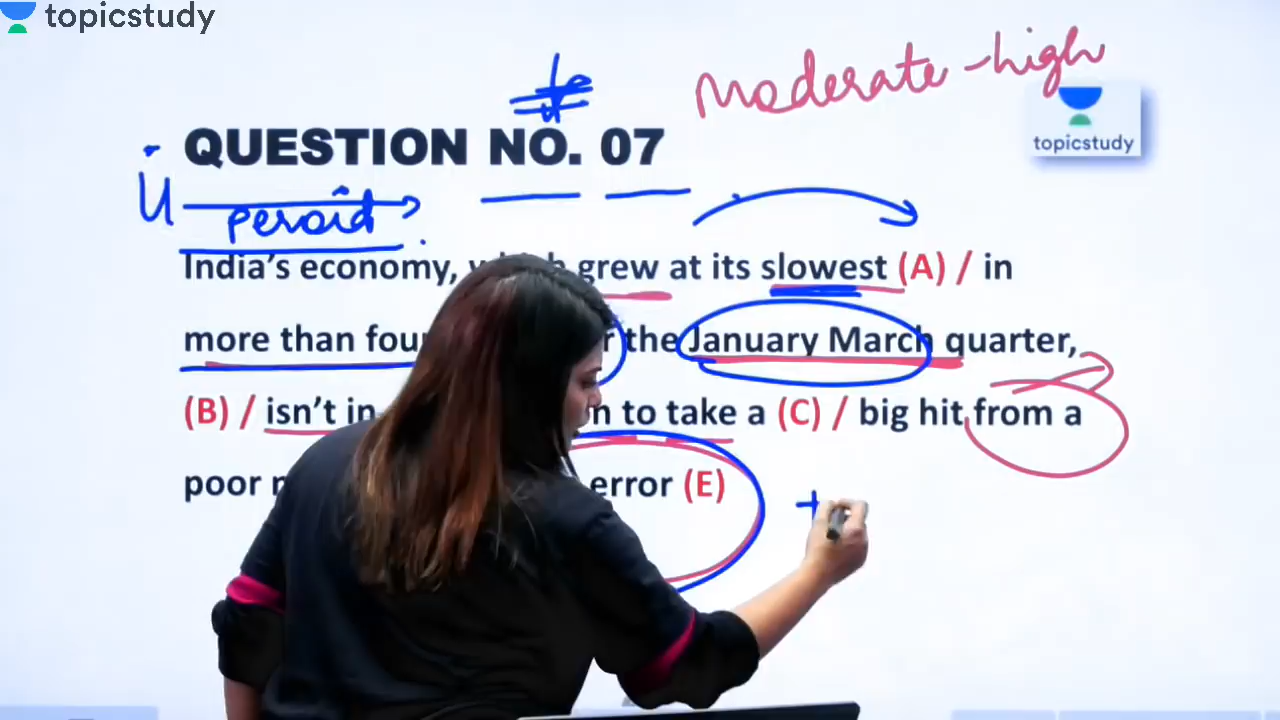 topicstudy
moderate-high
QUESTION NO. 07
topicstudy
peroid
India's economy, grew at its slowest (A) / in
more than the January March quarter,
(B) / isn't in to take a (C) / big hit from a
poor error (E)